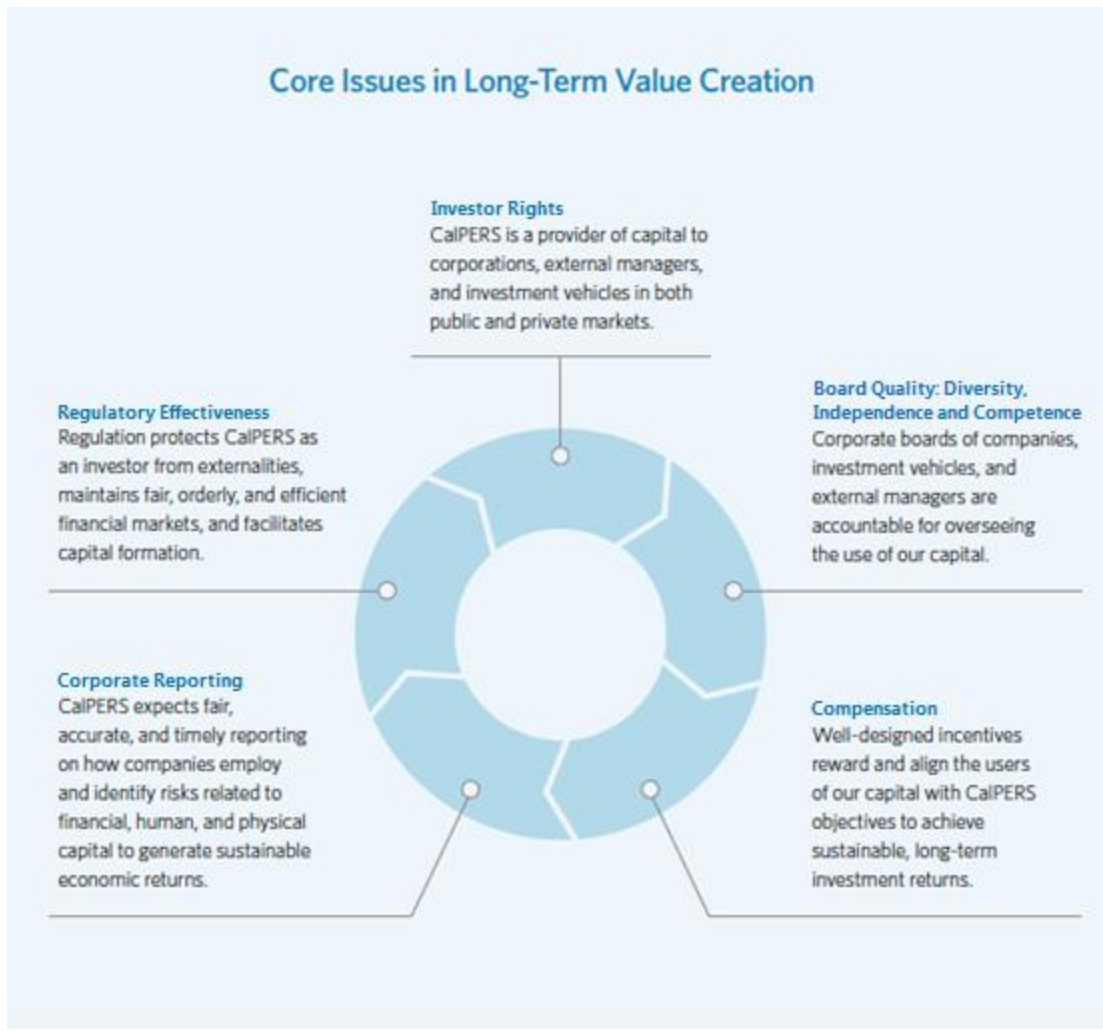 Core Issues in Long-Term Value Creation
Investor Rights
CalPERS is a provider of capital to
corporations, external managers,
and investment vehicles in both
public and private markets.
Board Quality: Diversity,
Independence and Competence
Corporate boards of companies,
investment vehicles, and
external managers are
accountable for overseeing
the use of our capital.
Compensation
Well-designed incentives
reward and align the users
of our capital with CalPERS
objectives to achieve
sustainable, long-term
investment returns.
Corporate Reporting
CalPERS expects fair,
accurate, and timely reporting
on how companies employ
and identify risks related to
financial, human, and physical
capital to generate sustainable
economic returns.
Regulatory Effectiveness
Regulation protects CalPERS as
an investor from externalities,
maintains fair, orderly, and efficient
financial markets, and facilitates
capital formation.